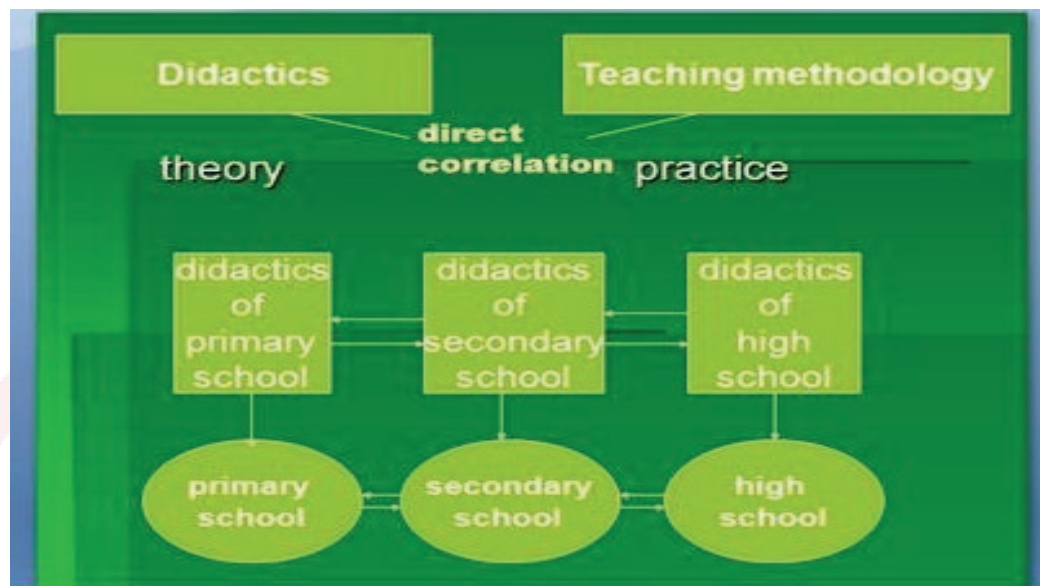 Didactics
Teaching methodology
direct
correlation
theory
practice
didactics
of
primary
school
didactics
of
secondary
school
didactics
of
high
school
primary
school
secondary
school
high
school